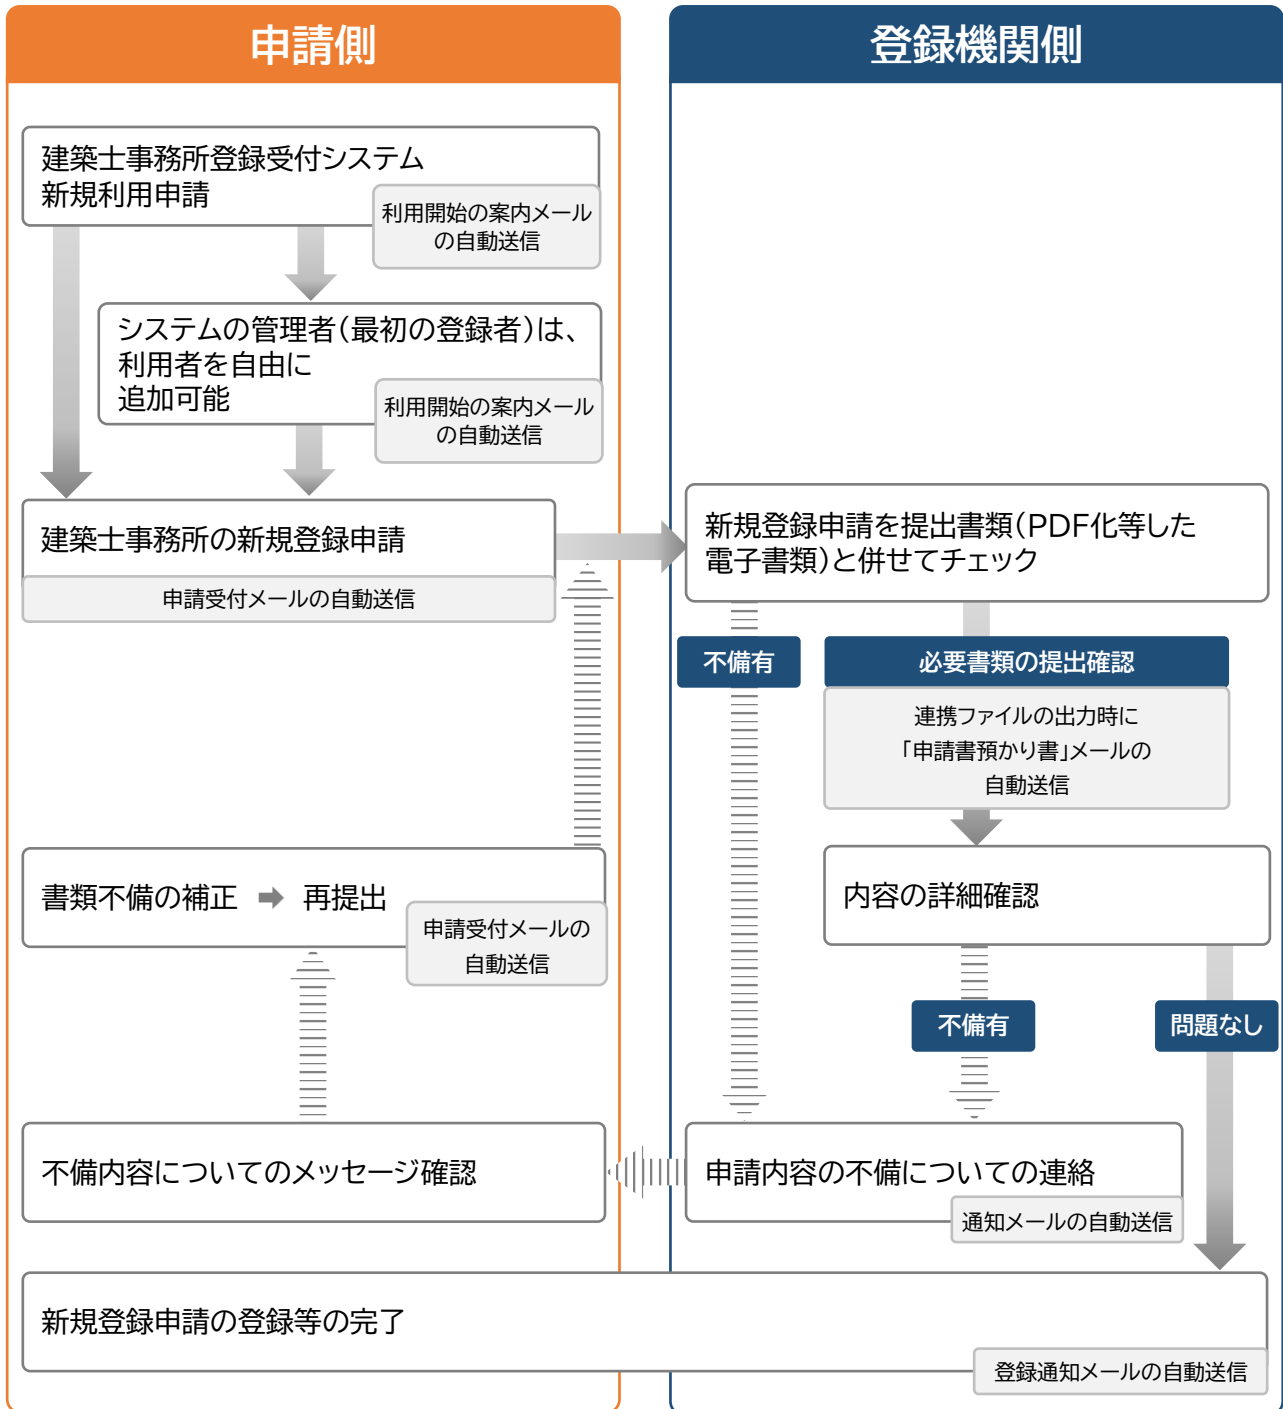 申請側
登録機関側
建築士事務所登録受付システム
新規利用申請
利用開始の案内メール
の自動送信
システムの管理者(最初の登録者)は、
利用者を自由に
追加可能
利用開始の案内メール
の自動送信
建築士事務所の新規登録申請
申請受付メールの自動送信
新規登録申請を提出書類(PDF化等した
電子書類)と併せてチェック
不備有
必要書類の提出確認
連携ファイルの出力時に
「申請書預かり書」メールの
自動送信
書類不備の補正 ➡ 再提出
申請受付メールの
自動送信
内容の詳細確認
不備有
問題なし
不備内容についてのメッセージ確認
申請内容の不備についての連絡
通知メールの自動送信
新規登録申請の登録等の完了
登録通知メールの自動送信